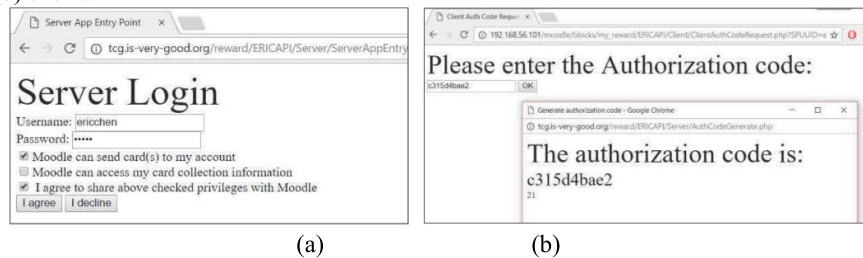 Server App Entry Point
tcg.is-very-good.org/reward/ERICAPI/Server/ServerAppEntry
Server Login
Username: ericchen
Password: •••••
Moodle can send card(s) to my account
Moodle can access my card collection information
I agree to share above checked privileges with Moodle
I agree I decline
(a)
Client Auth Code Reque
192.168.56.101/moodle/blocks/my_reward/ERICAPI/Client/ClientAuthCodeRequest.php?SPUUID=e
Please enter the Authorization code:
c315d4bae2 OK
Generate authorization code - Google Chrome
tcg.is-very-good.org/reward/ERICAPI/Server/AuthCodeGenerate.php
The authorization code is:
c315d4bae2
21
(b)